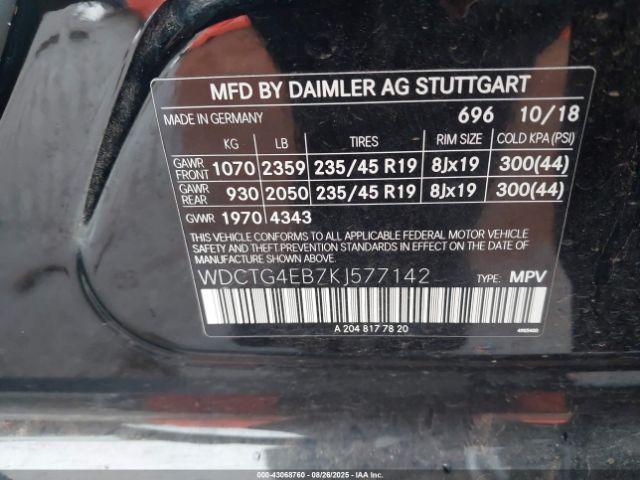 MFD BY DAIMLER AG STUTTGART
MADE IN GERMANY 696 10/18
KG LB TIRES RIM SIZE COLD KPA (PSI)
GAWR FRONT 1070 2359 235/45 R19 8Jx19 300(44)
GAWR REAR 930 2050 235/45 R19 8Jx19 300(44)
GVWR 1970 4343
THIS VEHICLE CONFORMS TO ALL APPLICABLE FEDERAL MOTOR VEHICLE
SAFETY AND THEFT PREVENTION STANDARDS IN EFFECT ON THE DATE OF
MANUFACTURE SHOWN ABOVE.
WDCTG4EB7KJ577142 TYPE: MPV
A 204 817 78 20
000-43068760 - 08/26/2025 - IAAI.COM